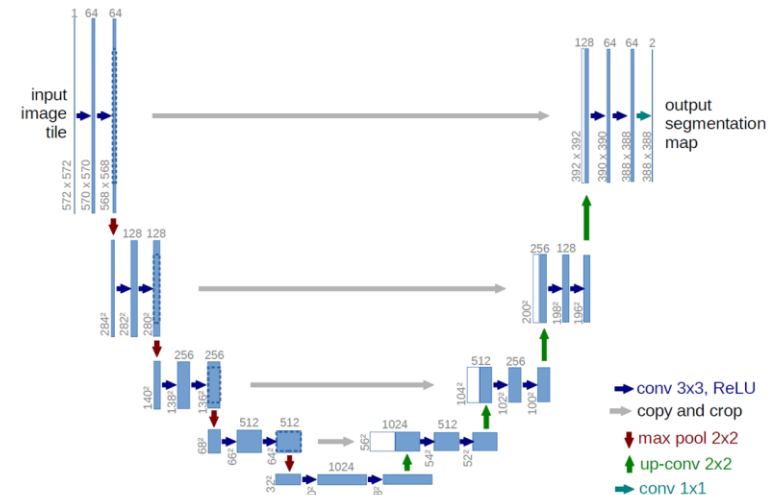 1 64 64
input
image
tile
572 x 572
570 x 570
568 x 568
128 128
284²
282²
280²
256 256
140²
138²
136²
512 512
68²
66²
64²
1024
32²
128 64 64 2
output
segmentation
map
392 x 392
390 x 390
388 x 388
388 x 388
256 128
200²
198²
196²
512 256
104²
102²
100²
1024 512
56²
54²
52²
conv 3x3, ReLU
copy and crop
max pool 2x2
up-conv 2x2
conv 1x1